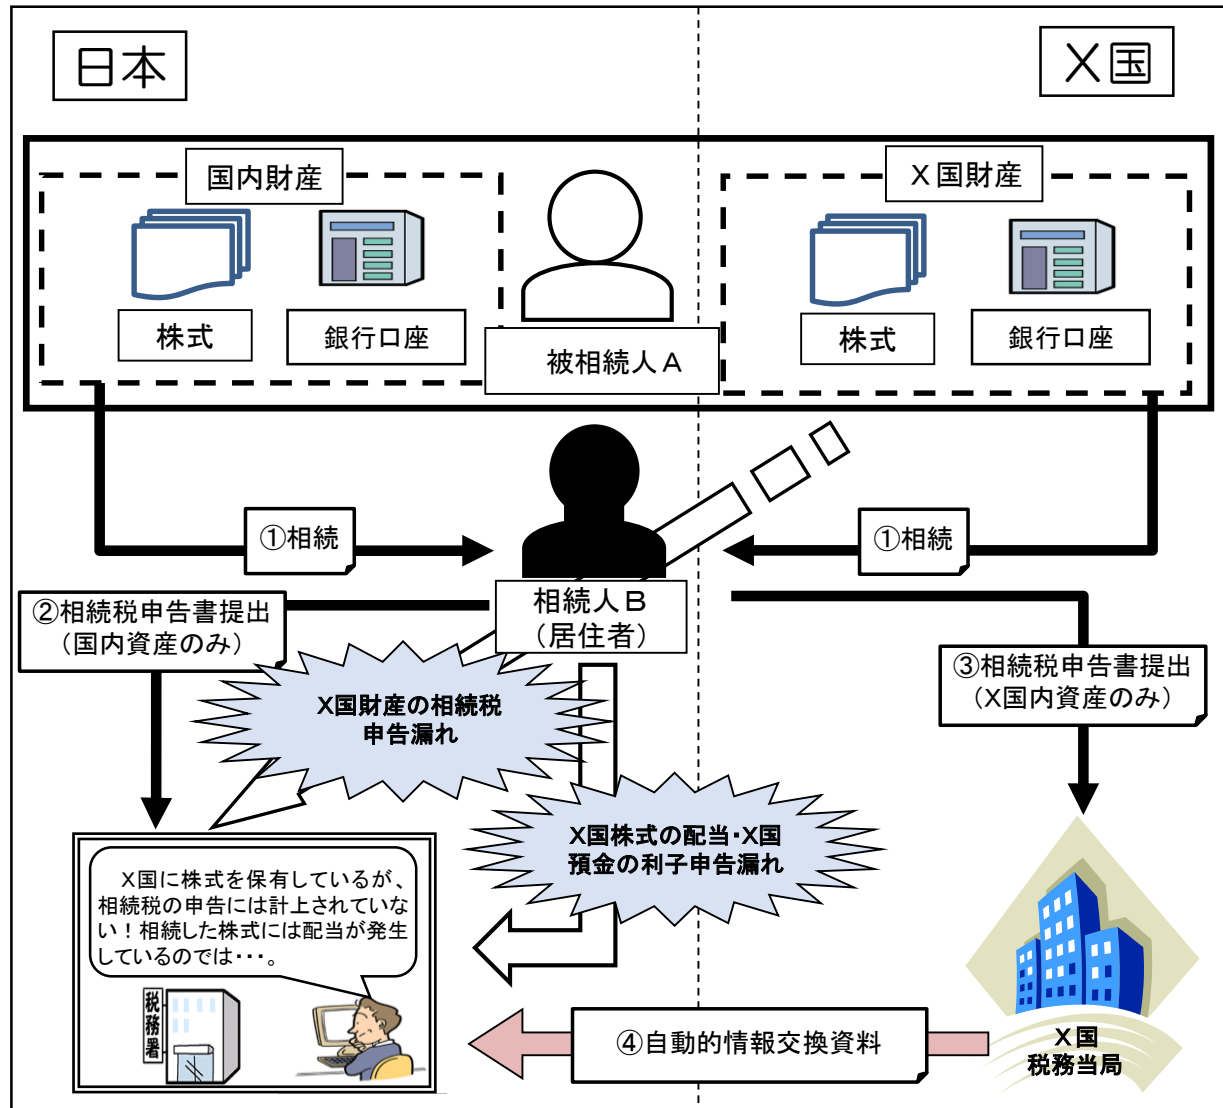 日本
X国
国内財産
X国財産
株式
銀行口座
被相続人A
株式
銀行口座
①相続
①相続
相続人B
（居住者）
②相続税申告書提出
（国内資産のみ）
③相続税申告書提出
（X国内資産のみ）
X国財産の相続税
申告漏れ
X国株式の配当・X国
預金の利子申告漏れ
X国に株式を保有しているが、
相続税の申告には計上されていな
い！相続した株式には配当が発生
しているのでは・・・。
税務署
④自動的情報交換資料
X国
税務当局